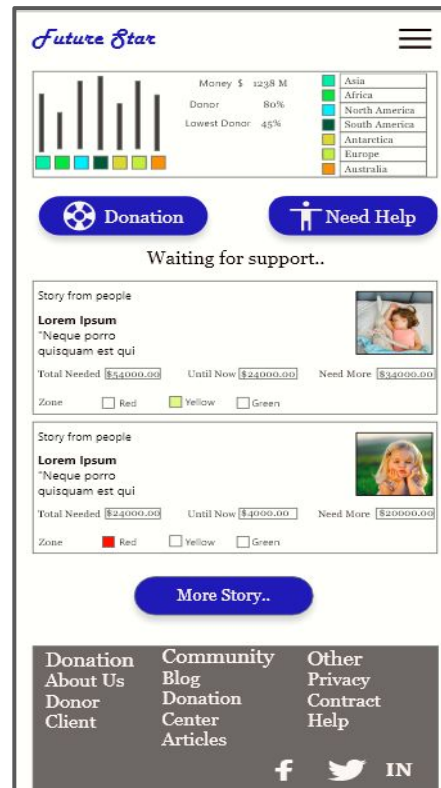 Future Star
Money $ 1238 M
Donor 80%
Lowest Donor 45%
Asia
Africa
North America
South America
Antarctica
Europe
Australia
Donation
Need Help
Waiting for support..
Story from people
Lorem Ipsum
"Neque porro
quisquam est qui
Total Needed $54000.00 Until Now $24000.00 Need More $34000.00
Zone Red Yellow Green
Story from people
Lorem Ipsum
"Neque porro
quisquam est qui
Total Needed $24000.00 Until Now $4000.00 Need More $20000.00
Zone Red Yellow Green
More Story..
Donation
About Us
Donor
Client
Community
Blog
Donation
Center
Articles
Other
Privacy
Contract
Help
f
IN